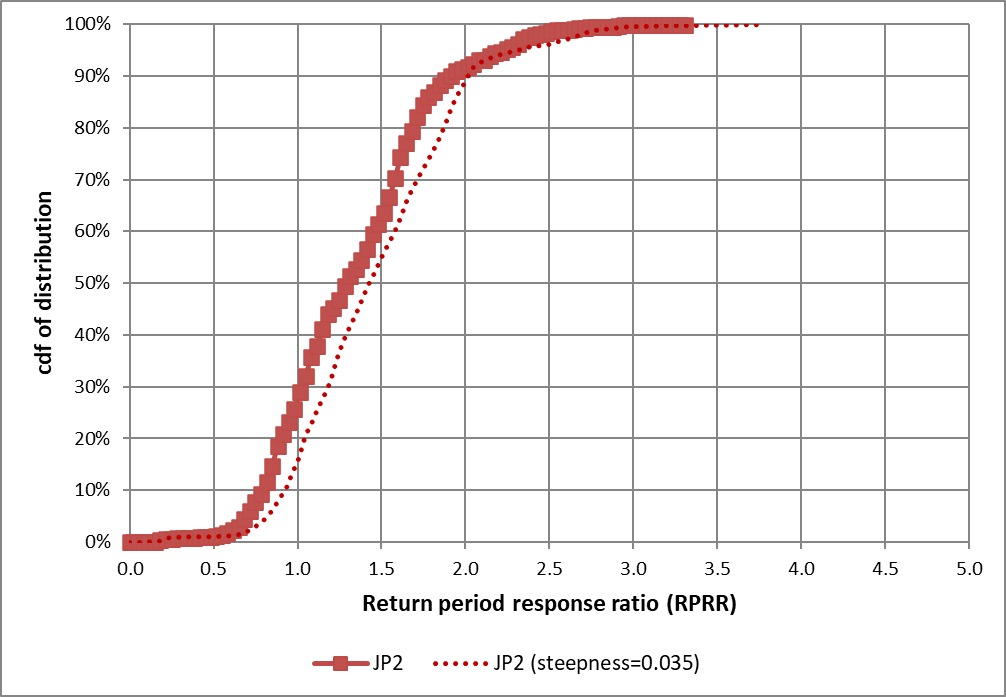 100%
90%
80%
70%
60%
50%
40%
30%
20%
10%
0%
cdf of distribution
0.0 0.5 1.0 1.5 2.0 2.5 3.0 3.5 4.0 4.5 5.0
Return period response ratio (RPRR)
JP2 JP2 (steepness=0.035)